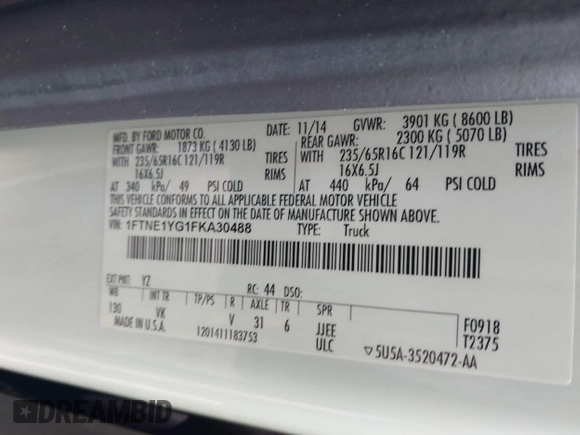 MFD. BY FORD MOTOR CO.
DATE: 11/14 GVWR: 3901 KG ( 8600 LB)
FRONT GAWR: 1873 KG ( 4130 LB) REAR GAWR: 2300 KG ( 5070 LB)
WITH 235/65R16C 121/119R TIRES WITH 235/65R16C 121/119R TIRES
16X6.5J RIMS 16X6.5J RIMS
AT 340 kPa/ 49 PSI COLD AT 440 kPa/ 64 PSI COLD
THIS VEHICLE CONFORMS TO ALL APPLICABLE FEDERAL MOTOR VEHICLE
SAFETY STANDARDS IN EFFECT ON THE DATE OF MANUFACTURE SHOWN ABOVE.
VIN: 1FTNE1YG1FKA30488 TYPE: Truck
EXT PNT: YZ RC: 44 DSO:
WB INT TR TP/PS R AXLE TR SPR
130 VK V 31 6 JJEE F0918
MADE IN U.S.A. 1201411183753 ULC T2375
▽5U5A-3520472-AA
DREAMBID